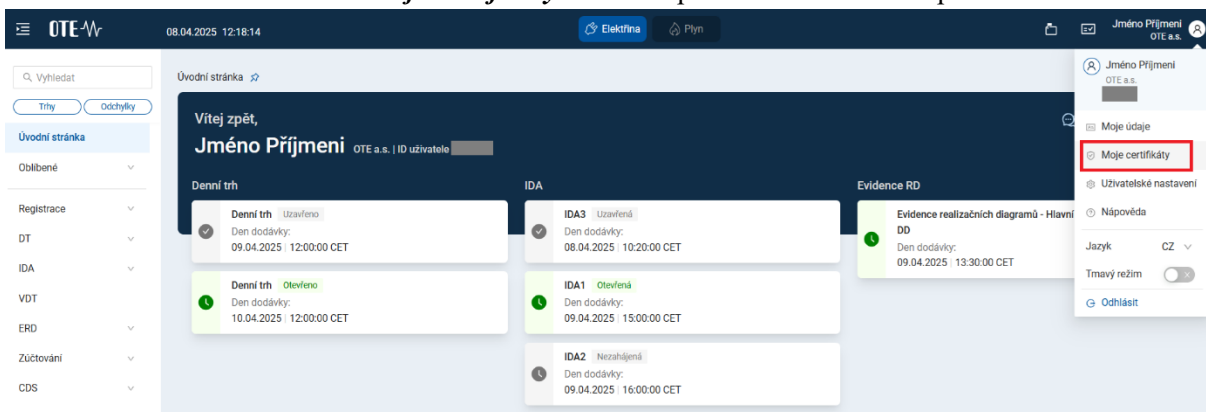 OTE
08.04.2025 12:18:14
Elektřina
Plyn
Jméno Příjmení
OTE a.s.
Vyhledat
Trhy
Odchylky
Úvodní stránka
Oblíbené
Registrace
DT
IDA
VDT
ERD
Zúčtování
CDS
Úvodní stránka
Vítej zpět,
Jméno Příjmení OTE a.s. | ID uživatele
Denní trh
Denní trh Uzavřeno
Den dodávky:
09.04.2025 | 12:00:00 CET
Denní trh Otevřeno
Den dodávky:
10.04.2025 | 12:00:00 CET
IDA
IDA3 Uzavřená
Den dodávky:
08.04.2025 | 10:20:00 CET
IDA1 Otevřená
Den dodávky:
09.04.2025 | 15:00:00 CET
IDA2 Nezahájená
Den dodávky:
09.04.2025 | 16:00:00 CET
Evidence RD
Evidence realizačních diagramů - Hlavní
DD
Den dodávky:
09.04.2025 | 13:30:00 CET
Jméno Příjmení
OTE a.s.
Moje údaje
Moje certifikáty
Uživatelské nastavení
Nápověda
Jazyk CZ
Tmavý režim
Odhlásit